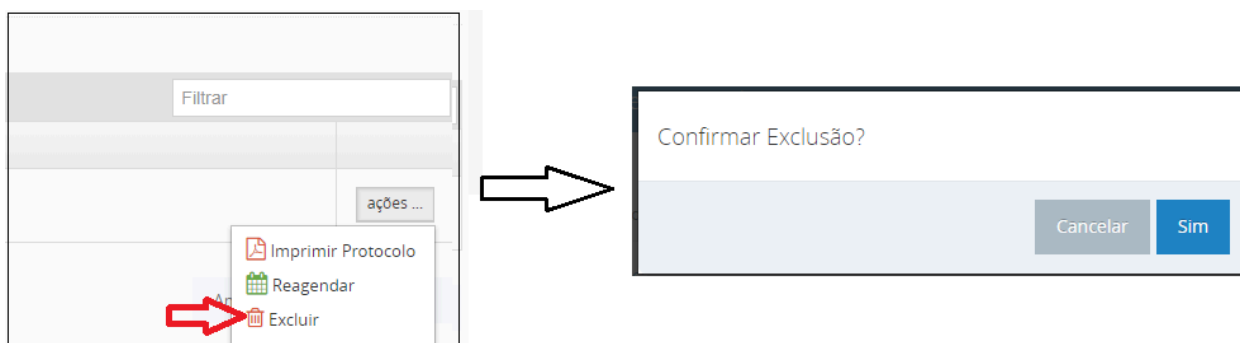 Filtrar
ações ...
Imprimir Protocolo
Reagendar
Excluir
Confirmar Exclusão?
Cancelar
Sim